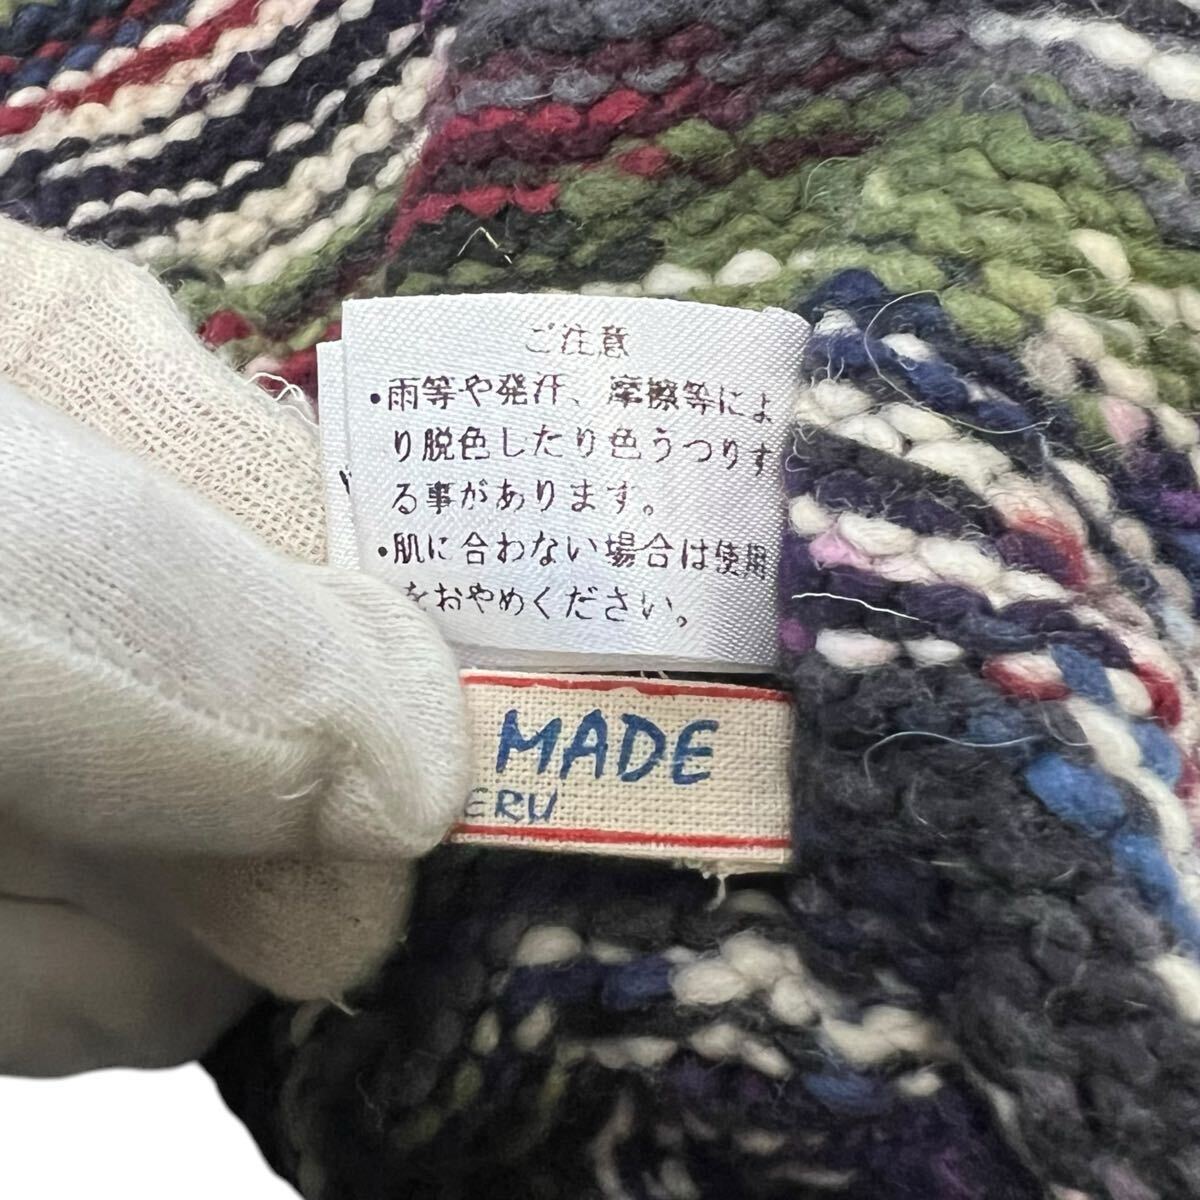 ご注意
•雨等や発汗、摩擦等によ
り脱色したり色うつりす
る事があります。
•肌に合わない場合は使用
をおやめください。
MADE
ERU